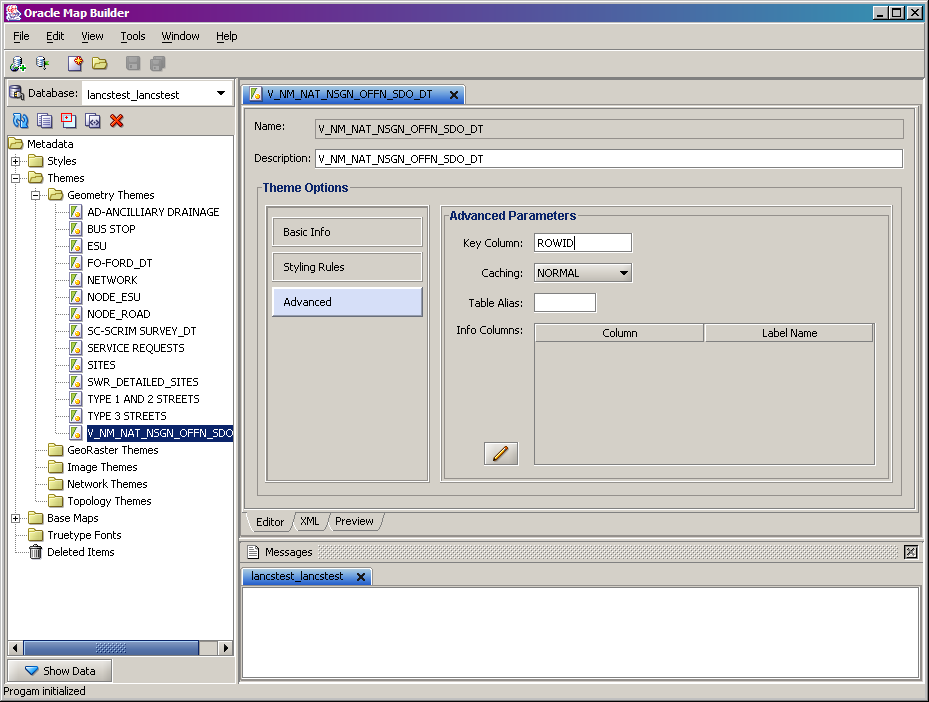 Oracle Map Builder
File Edit View Tools Window Help
Database: lancstest_lancstest
Metadata
Styles
Themes
Geometry Themes
AD-ANCILLIARY DRAINAGE
BUS STOP
ESU
FO-FORD_DT
NETWORK
NODE_ESU
NODE_ROAD
SC-SCRIM SURVEY_DT
SERVICE REQUESTS
SITES
SWR_DETAILED_SITES
TYPE 1 AND 2 STREETS
TYPE 3 STREETS
V_NM_NAT_NSGN_OFFN_SDO
GeoRaster Themes
Image Themes
Network Themes
Topology Themes
Base Maps
Truetype Fonts
Deleted Items
Show Data
V_NM_NAT_NSGN_OFFN_SDO_DT
Name: V_NM_NAT_NSGN_OFFN_SDO_DT
Description: V_NM_NAT_NSGN_OFFN_SDO_DT
Theme Options
Basic Info
Styling Rules
Advanced
Advanced Parameters
Key Column: ROWID
Caching: NORMAL
Table Alias:
Info Columns: Column Label Name
Editor XML Preview
Messages
lancstest_lancstest
Progam initialized